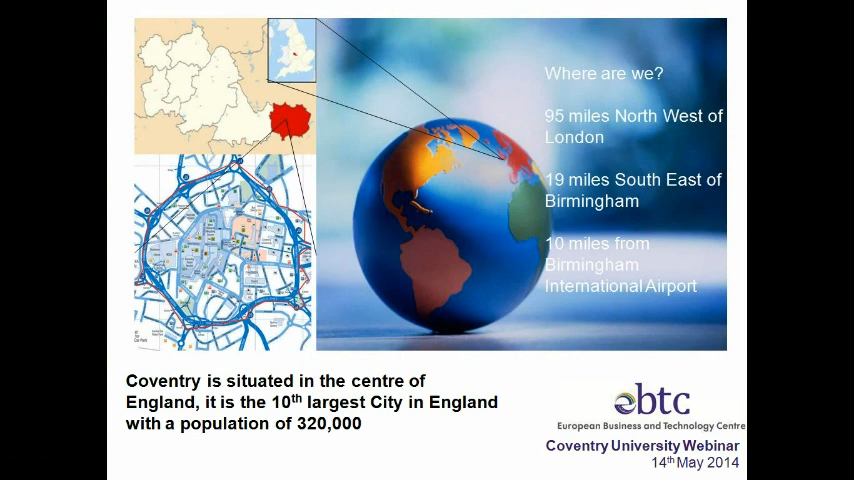 Where are we?
95 miles North West of
London
19 miles South East of
Birmingham
10 miles from
Birmingham
International Airport
Coventry is situated in the centre of
England, it is the 10th largest City in England
with a population of 320,000
ebtc
European Business and Technology Centre
Coventry University Webinar
14th May 2014